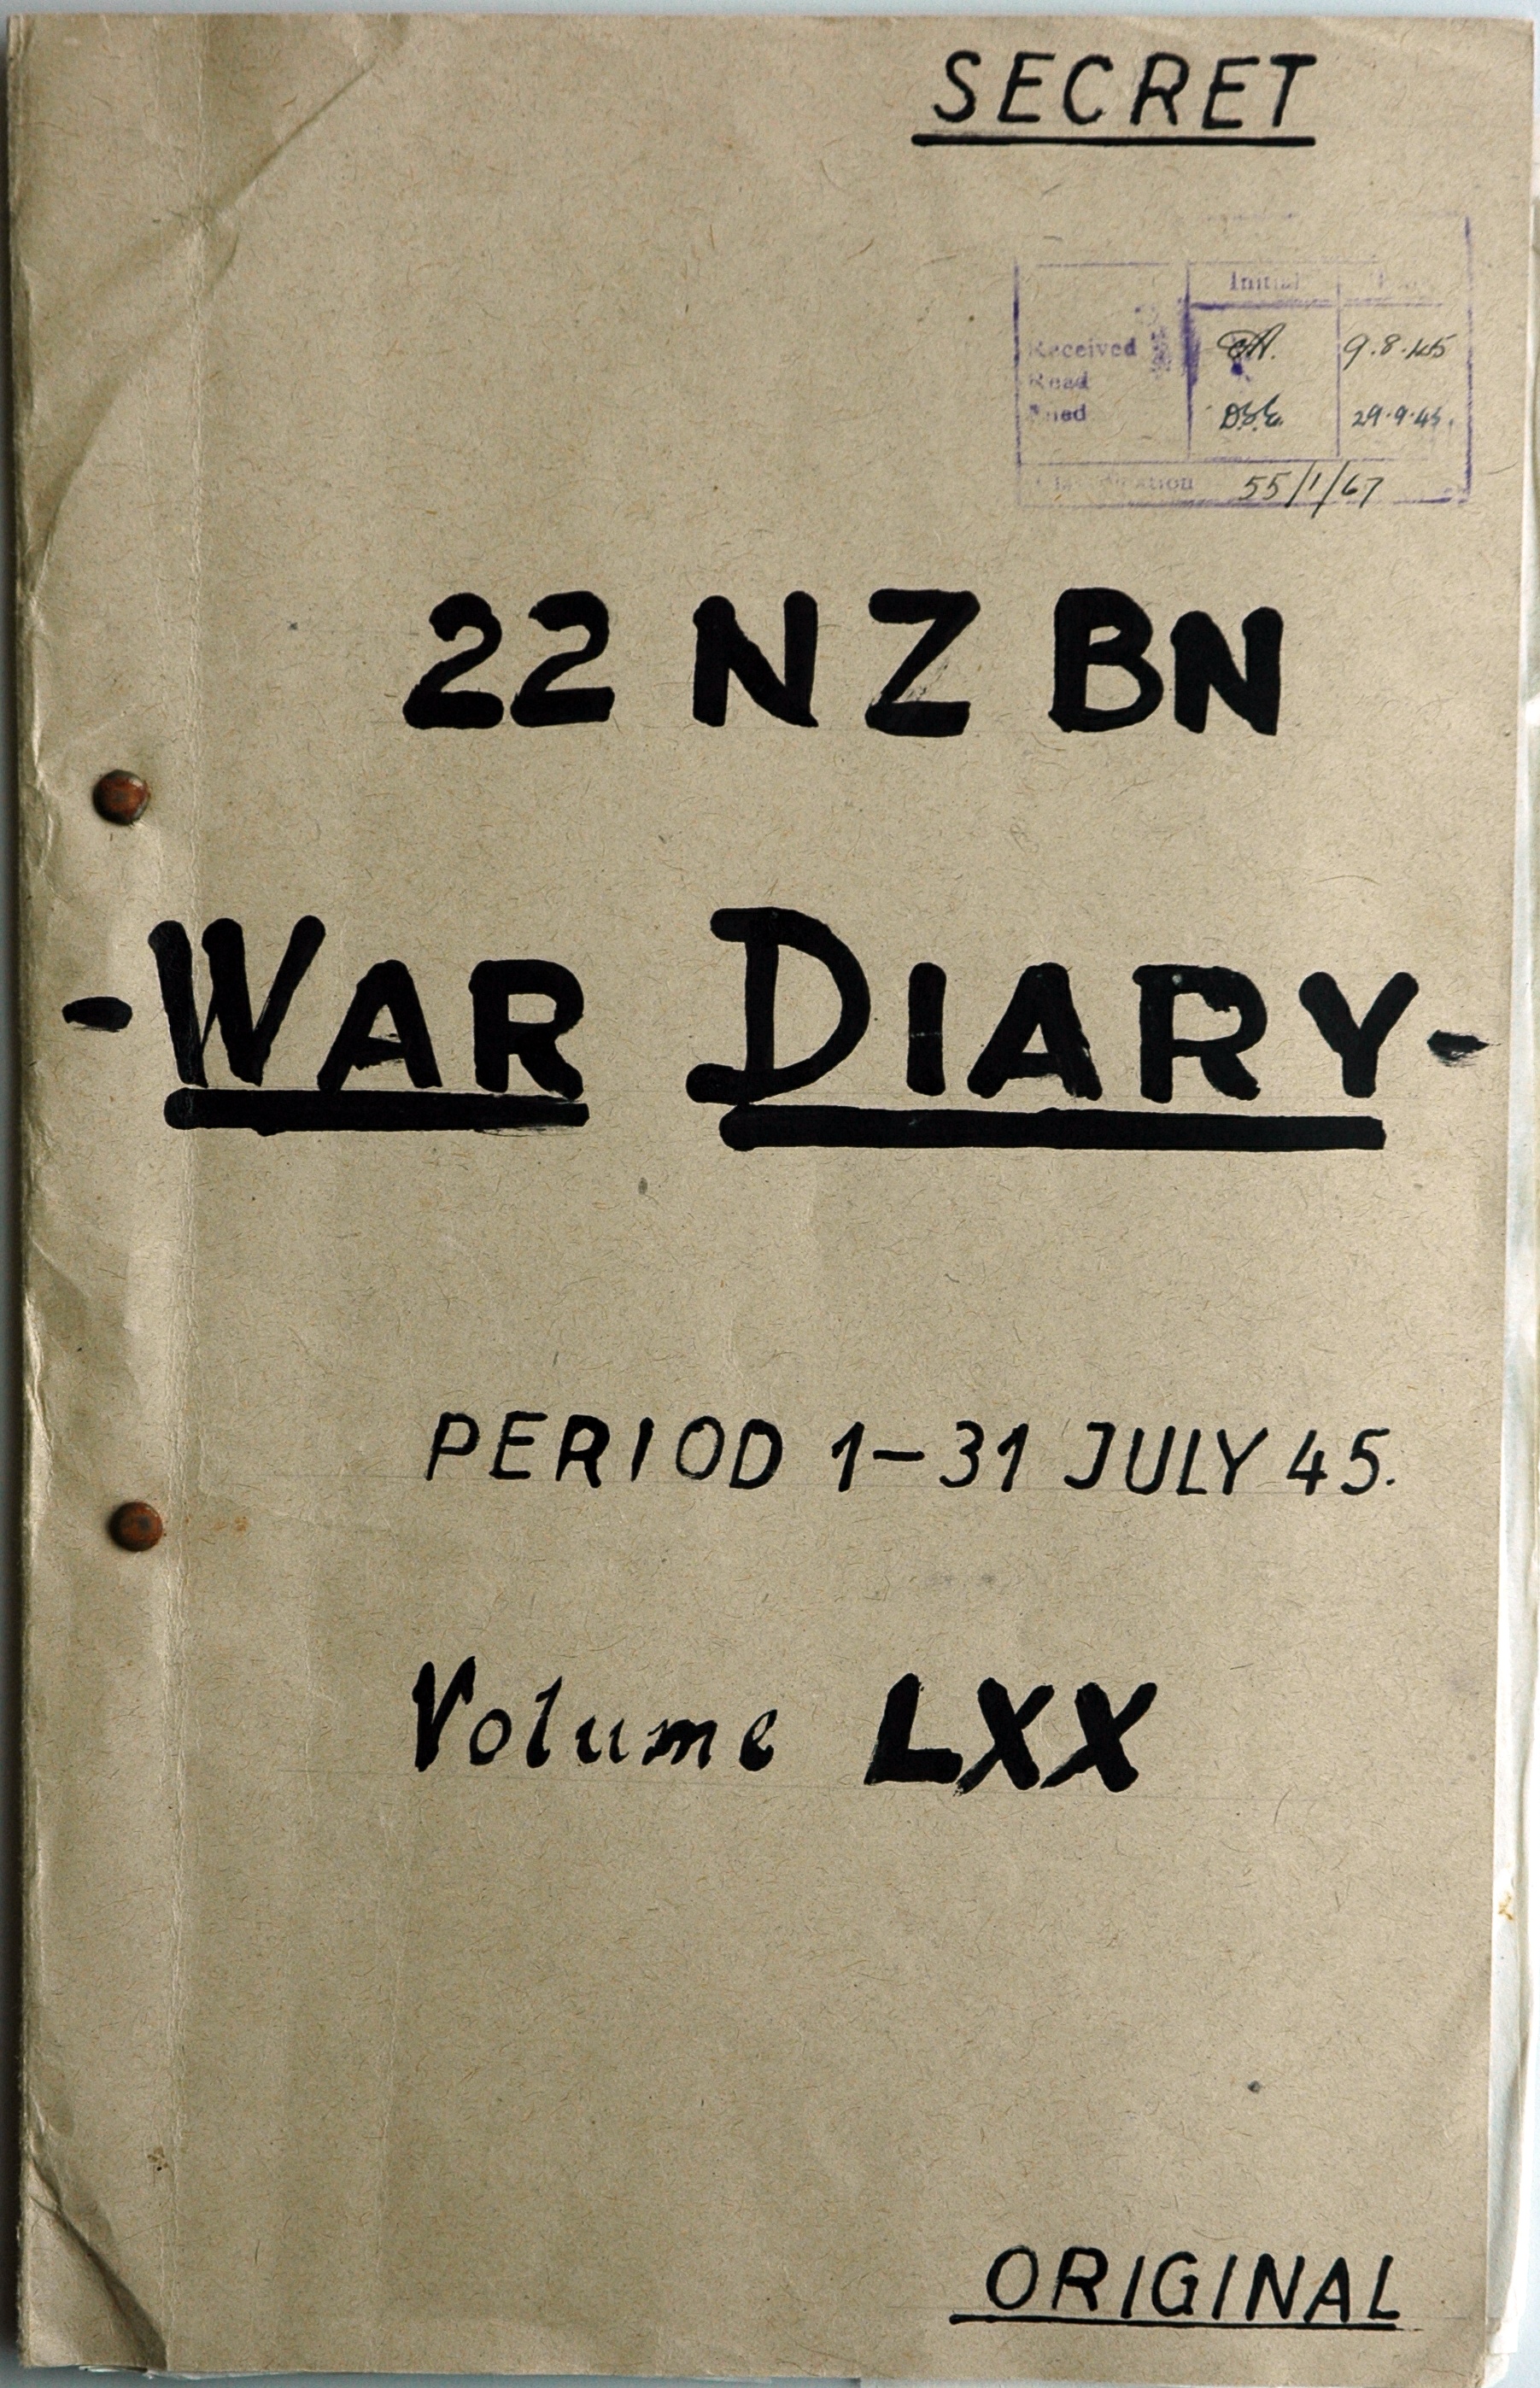 SECRET
Initial
Received 9.8.45
Read
29.9.45.
55/1/67
22 NZ BN
-WAR DIARY-
PERIOD 1-31 JULY 45.
Volume LXX
ORIGINAL